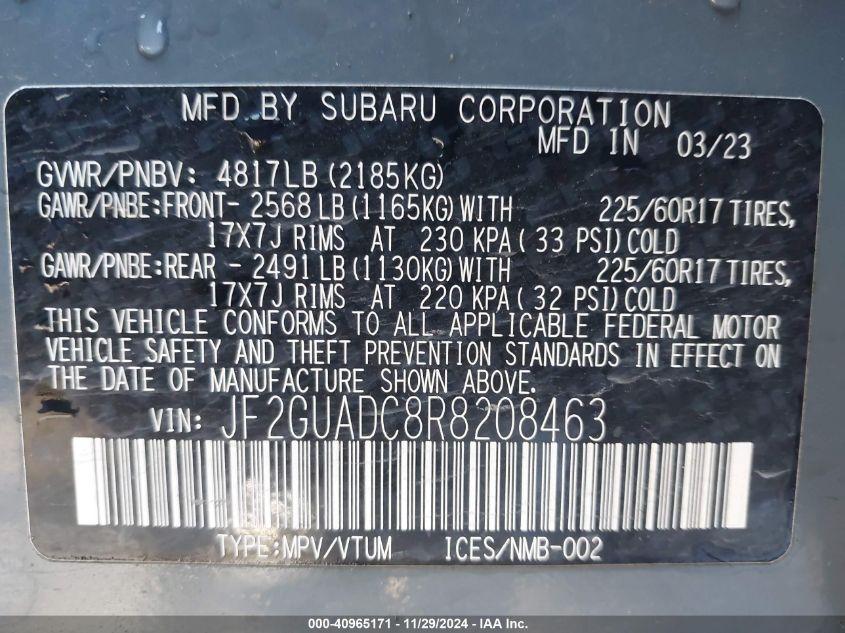 MFD BY SUBARU CORPORATION
MFD IN 03/23
GVWR/PNBV: 4817LB (2185KG)
GAWR/PNBE:FRONT- 2568 LB (1165KG) WITH 225/60R17 TIRES,
17X7J RIMS AT 230 KPA ( 33 PSI) COLD
GAWR/PNBE:REAR - 2491 LB (1130KG) WITH 225/60R17 TIRES,
17X7J RIMS AT 220 KPA ( 32 PSI) COLD
THIS VEHICLE CONFORMS TO ALL APPLICABLE FEDERAL MOTOR
VEHICLE SAFETY AND THEFT PREVENTION STANDARDS IN EFFECT ON
THE DATE OF MANUFACTURE SHOWN ABOVE.
VIN: JF2GUADC8R8208463
TYPE:MPV/VTUM ICES/NMB-002
000-40965171 - 11/29/2024 - IAA Inc.